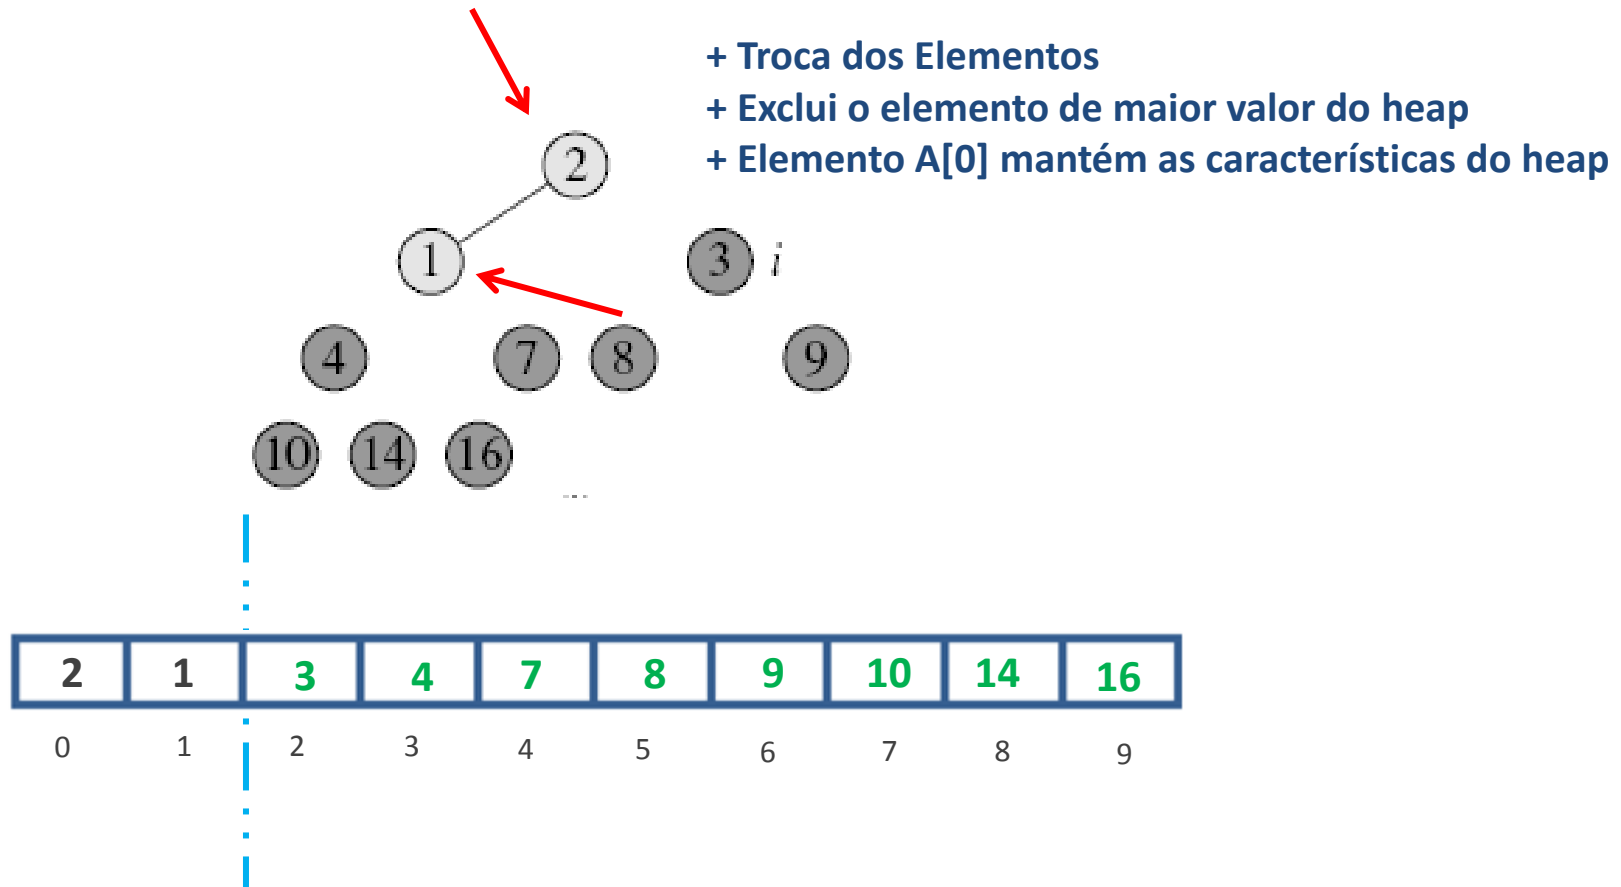 + Troca dos Elementos
+ Exclui o elemento de maior valor do heap
+ Elemento A[0] mantém as características do heap
2
1 3 i
4 7 8 9
10 14 16
2 1 3 4 7 8 9 10 14 16
0 1 2 3 4 5 6 7 8 9